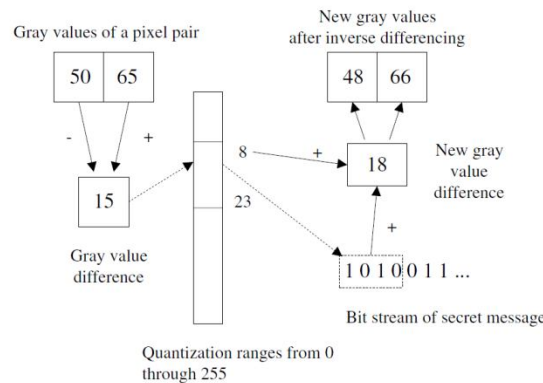 Gray values of a pixel pair
50 65
- +
15
Gray value
difference
8
23
Quantization ranges from 0
through 255
New gray values
after inverse differencing
48 66
+
18
New gray
value
difference
+
1 0 1 0 0 1 1 ...
Bit stream of secret message